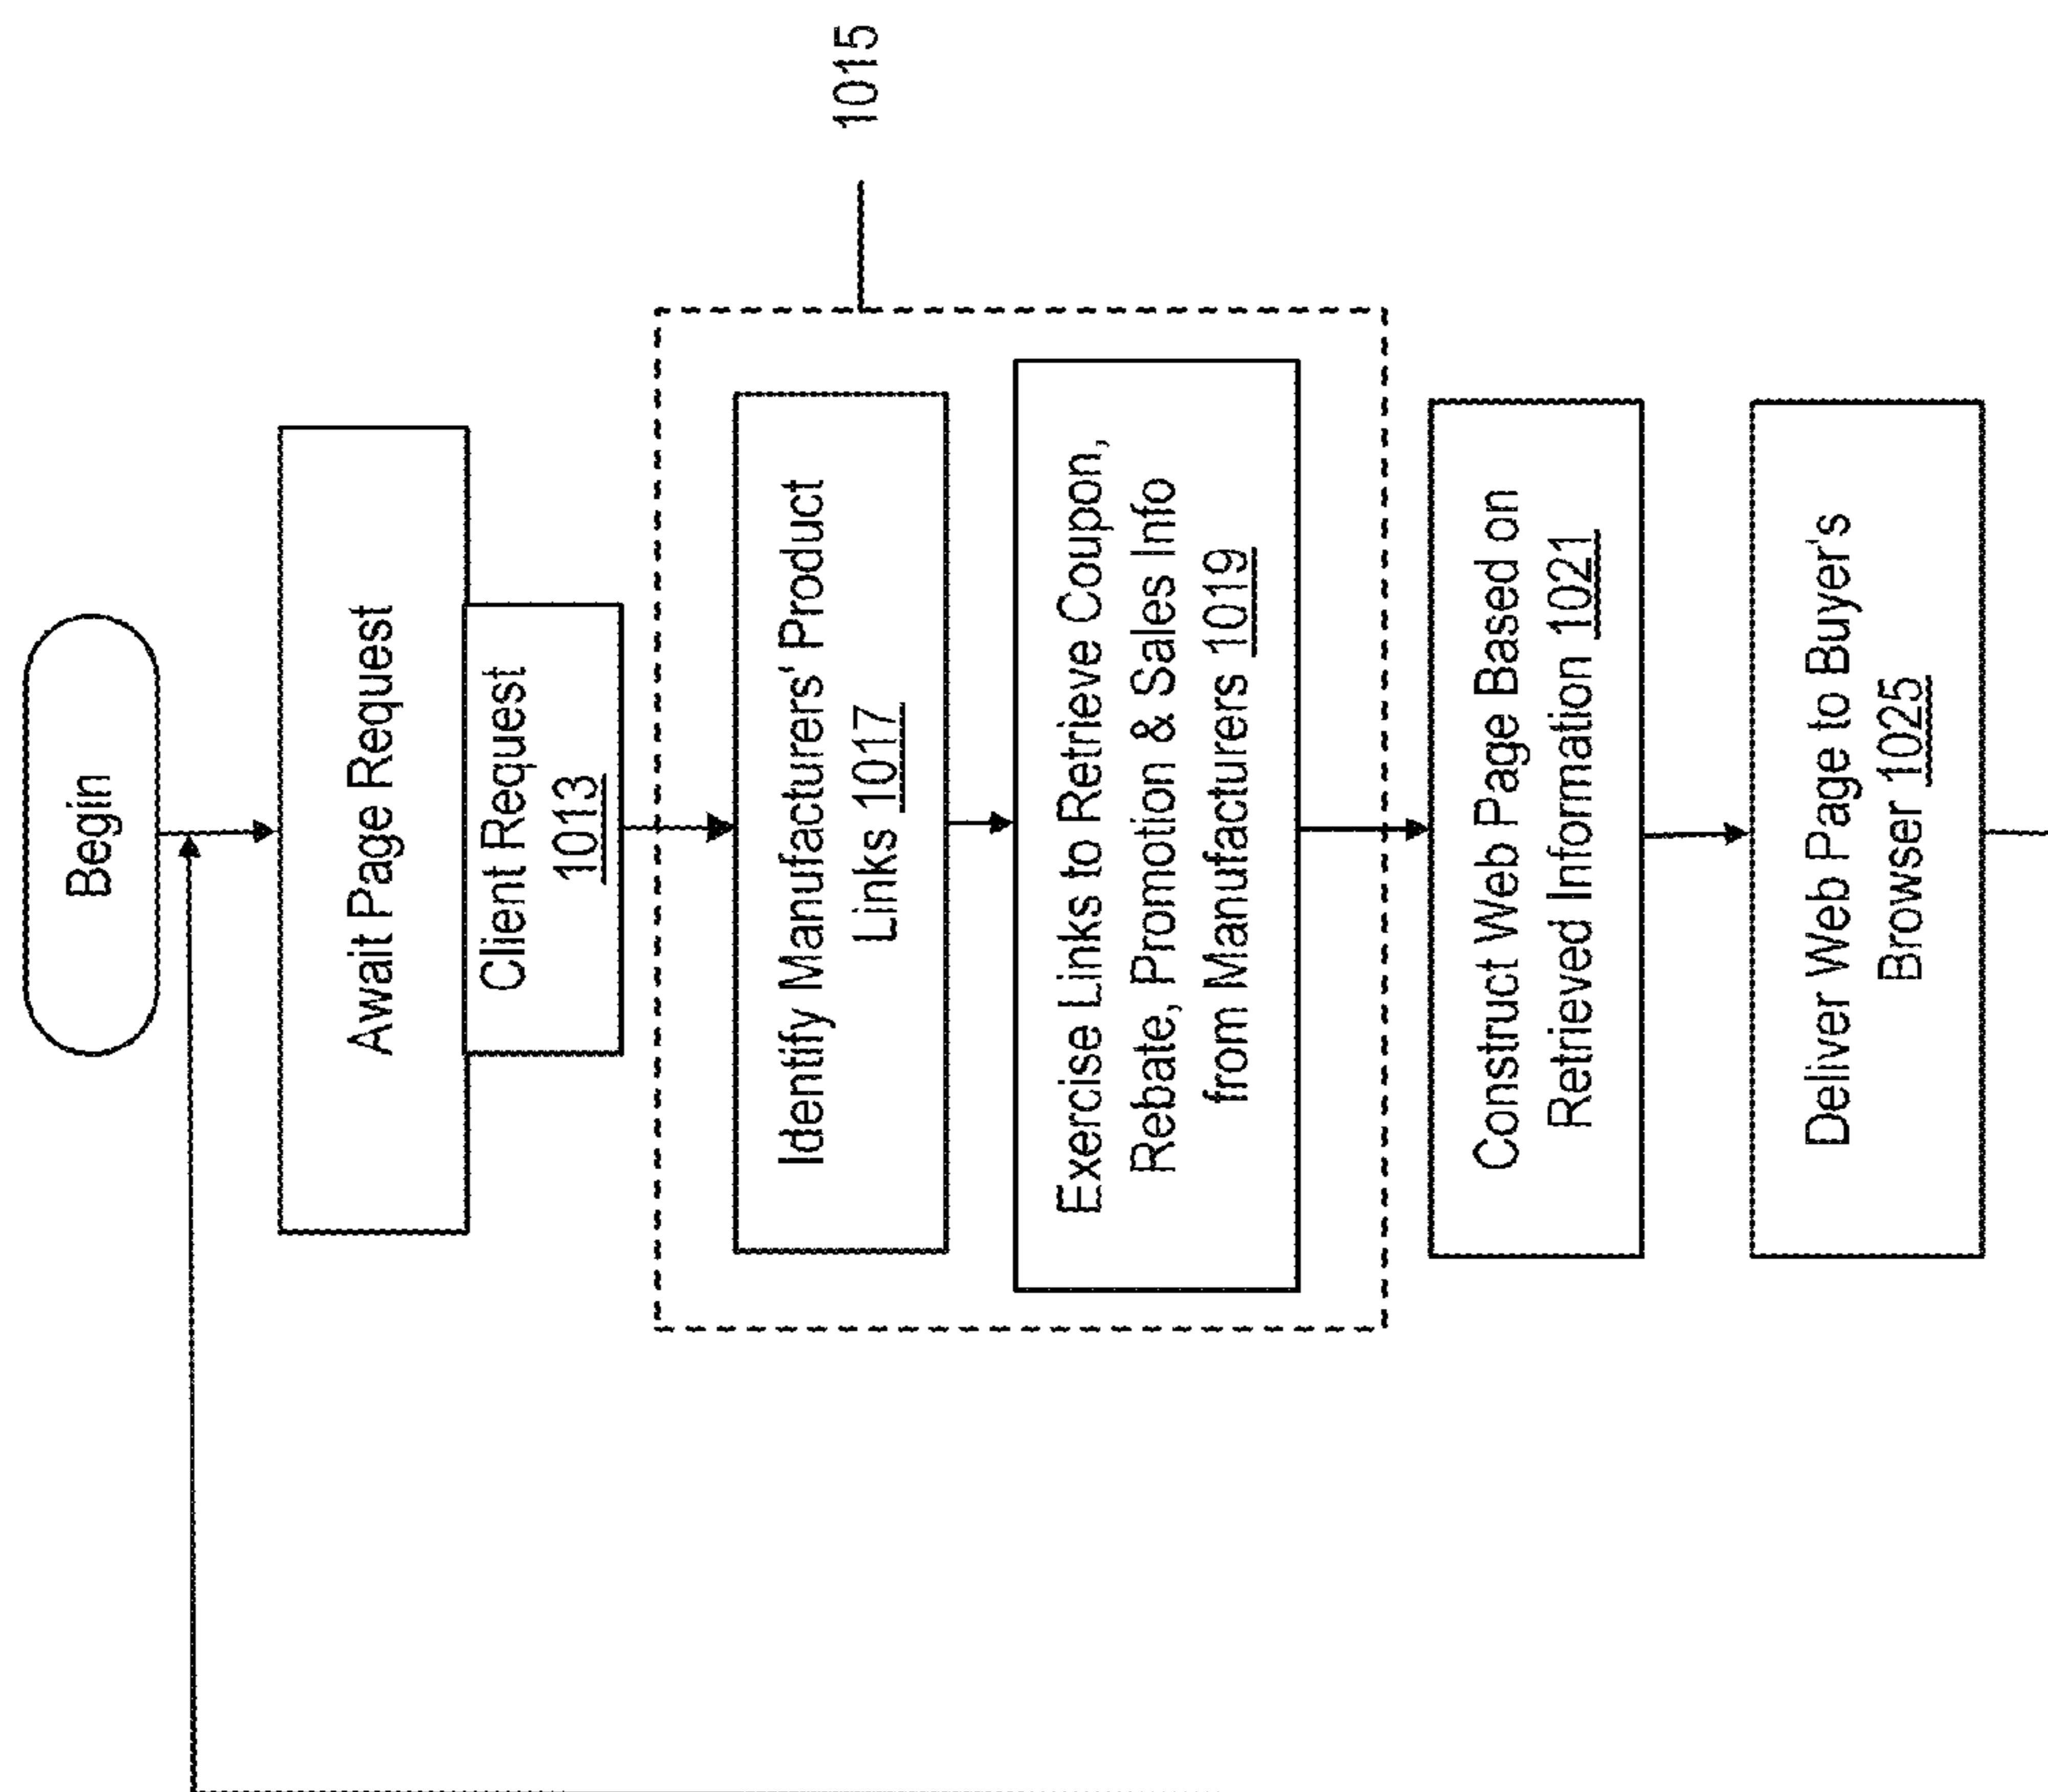 Begin
Await Page Request
Client Request
1013
1015
Identify Manufacturers' Product
Links 1017
Exercise Links to Retrieve Coupon,
Rebate, Promotion & Sales Info
from Manufacturers 1019
Construct Web Page Based on
Retrieved Information 1021
Deliver Web Page to Buyer's
Browser 1025